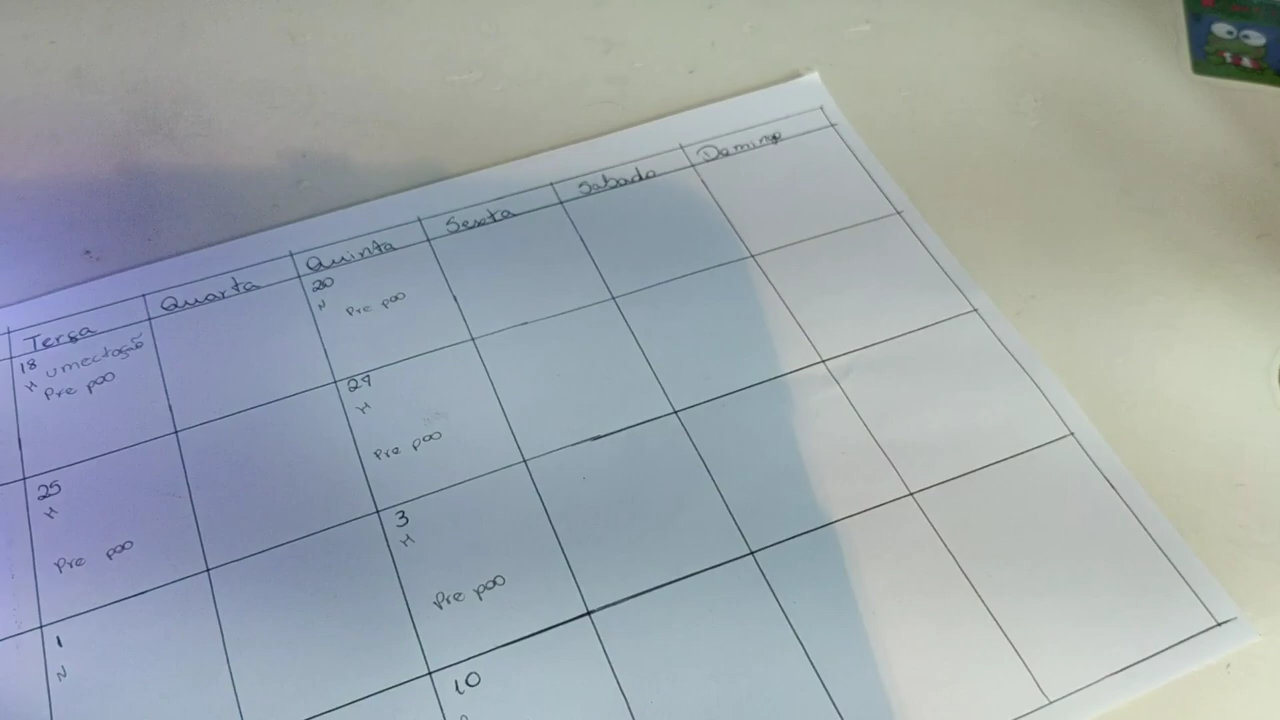 Terça
Quarta
Quinta
Sexta
Sabado
Domingo
18 umectação
H
Pre poo
20
N
Pre poo
25
H
Pre poo
27
H
Pre poo
1
N
3
H
Pre poo
10